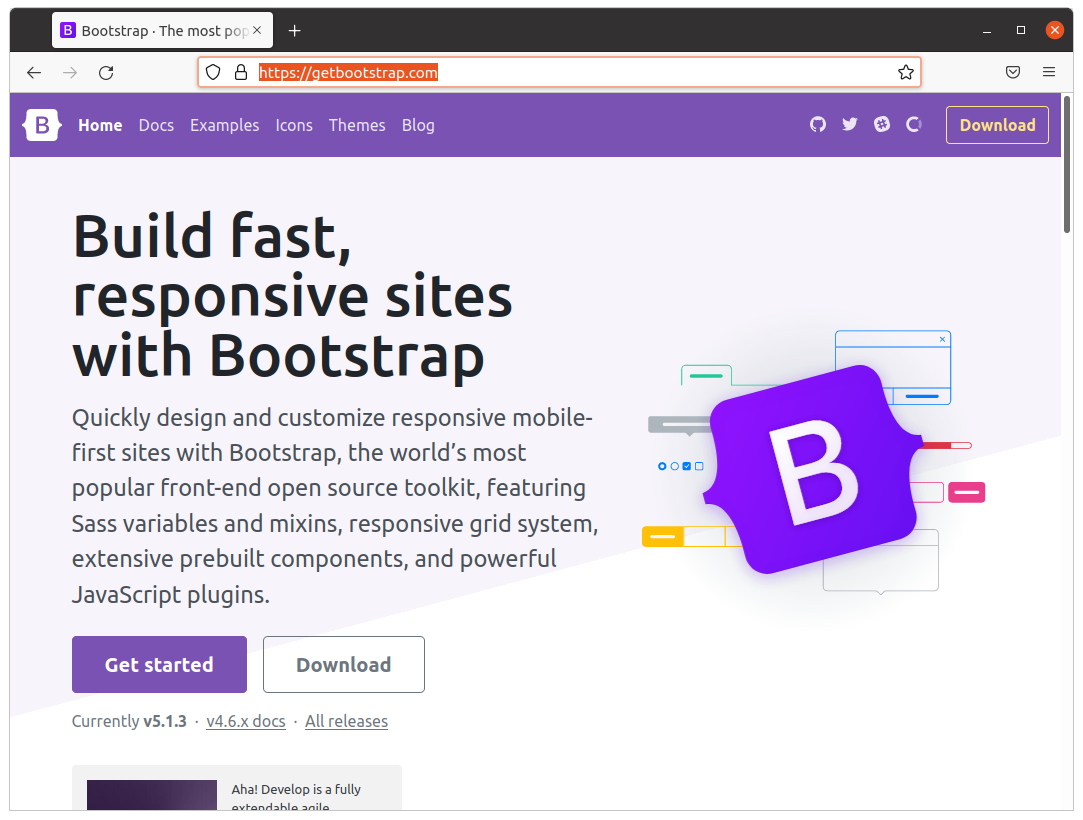 B Bootstrap · The most pop
https://getbootstrap.com
B Home Docs Examples Icons Themes Blog Download
Build fast,
responsive sites
with Bootstrap
Quickly design and customize responsive mobile-
first sites with Bootstrap, the world’s most
popular front-end open source toolkit, featuring
Sass variables and mixins, responsive grid system,
extensive prebuilt components, and powerful
JavaScript plugins.
B
Get started Download
Currently v5.1.3 · v4.6.x docs · All releases
Aha! Develop is a fully
extendable agile